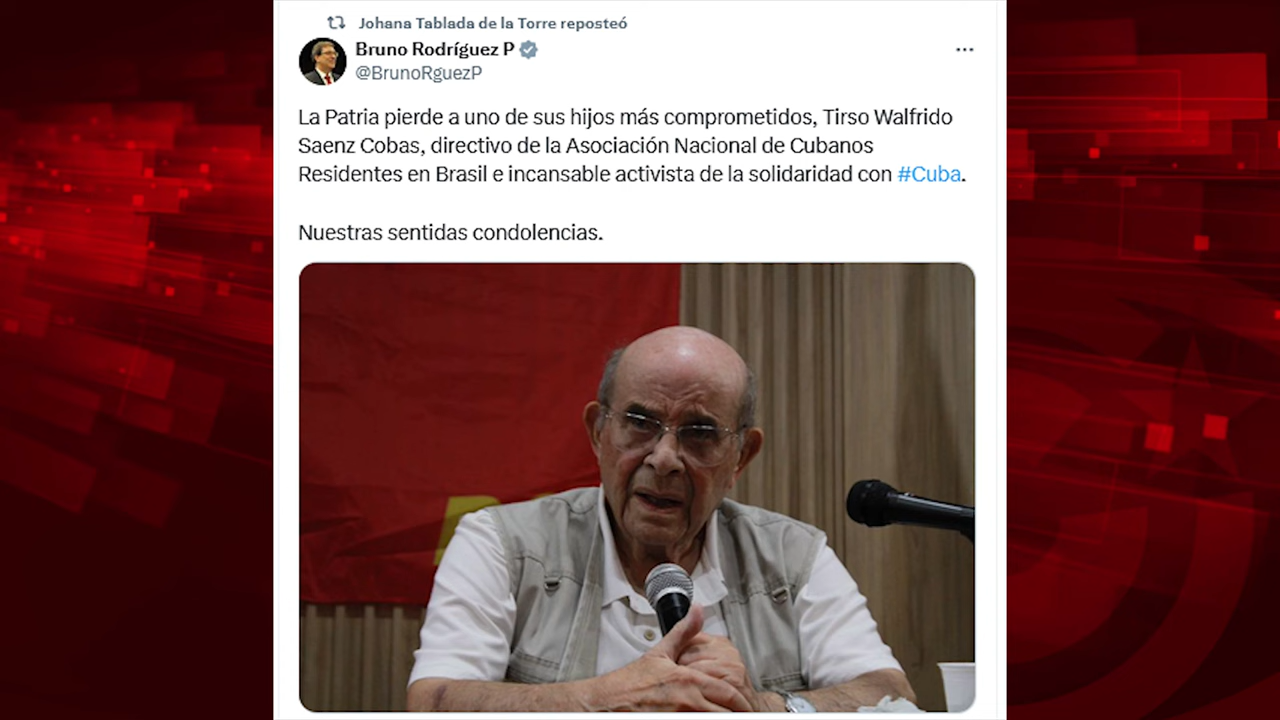 Johana Tablada de la Torre reposteó
Bruno Rodríguez P
@BrunoRguezP
La Patria pierde a uno de sus hijos más comprometidos, Tirso Walfrido
Saenz Cobas, directivo de la Asociación Nacional de Cubanos
Residentes en Brasil e incansable activista de la solidaridad con #Cuba.
Nuestras sentidas condolencias.